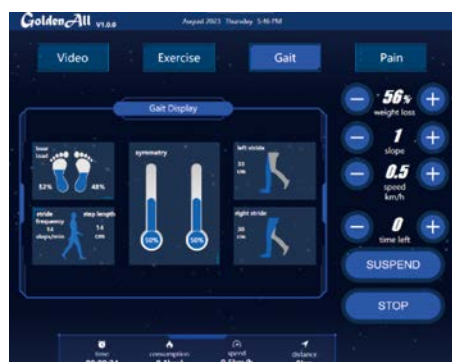 GoldenAll V1.0.0
August 2023 Thursday 5:46 PM
Video
Exercise
Gait
Pain
Gait Display
bear
load
52%
48%
symmetry
50%
50%
left stride
cm
stride
frequency
steps/min
step length
14
cm
right stride
30
cm
56%
weight loss
1
slope
0.5
speed
km/h
0
time left
SUSPEND
STOP
time
consumption
speed
distance